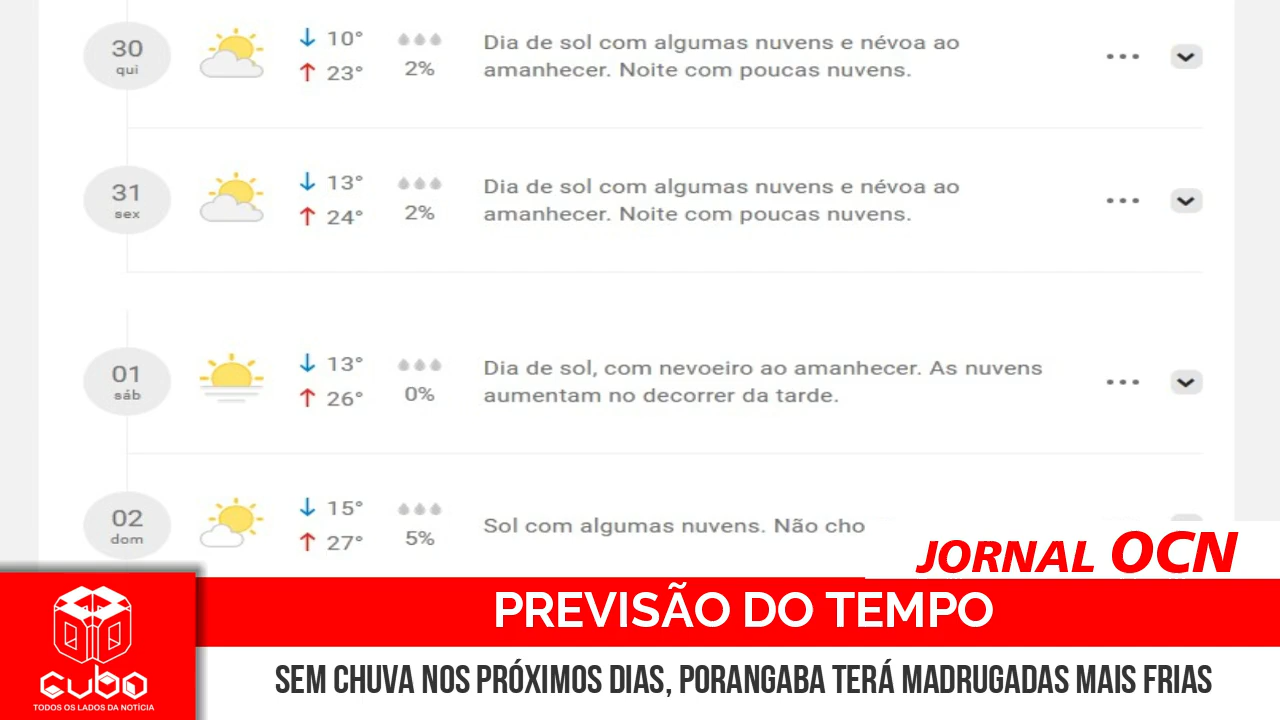 30
qui
10°
23°
2%
Dia de sol com algumas nuvens e névoa ao
amanhecer. Noite com poucas nuvens.
31
sex
13°
24°
2%
Dia de sol com algumas nuvens e névoa ao
amanhecer. Noite com poucas nuvens.
01
sáb
13°
26°
0%
Dia de sol, com nevoeiro ao amanhecer. As nuvens
aumentam no decorrer da tarde.
02
dom
15°
27°
5%
Sol com algumas nuvens. Não cho
JORNAL OCN
PREVISÃO DO TEMPO
SEM CHUVA NOS PRÓXIMOS DIAS, PORANGABA TERÁ MADRUGADAS MAIS FRIAS
Cubo
TODOS OS LADOS DA NOTÍCIA